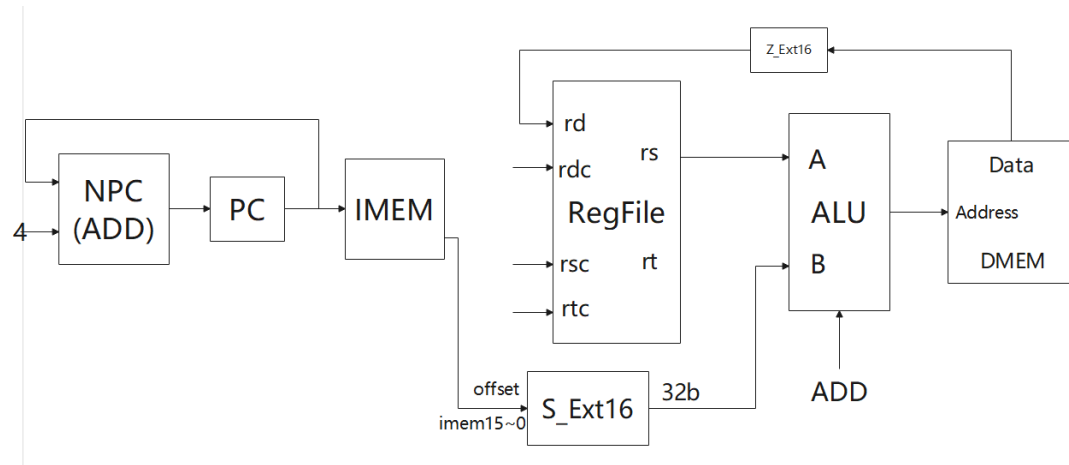 Z_Ext16
4
NPC
(ADD)
PC
IMEM
rd
rdc
rs
RegFile
rsc
rt
rtc
A
ALU
B
Data
Address
DMEM
ADD
offset
imem15~0
S_Ext16
32b